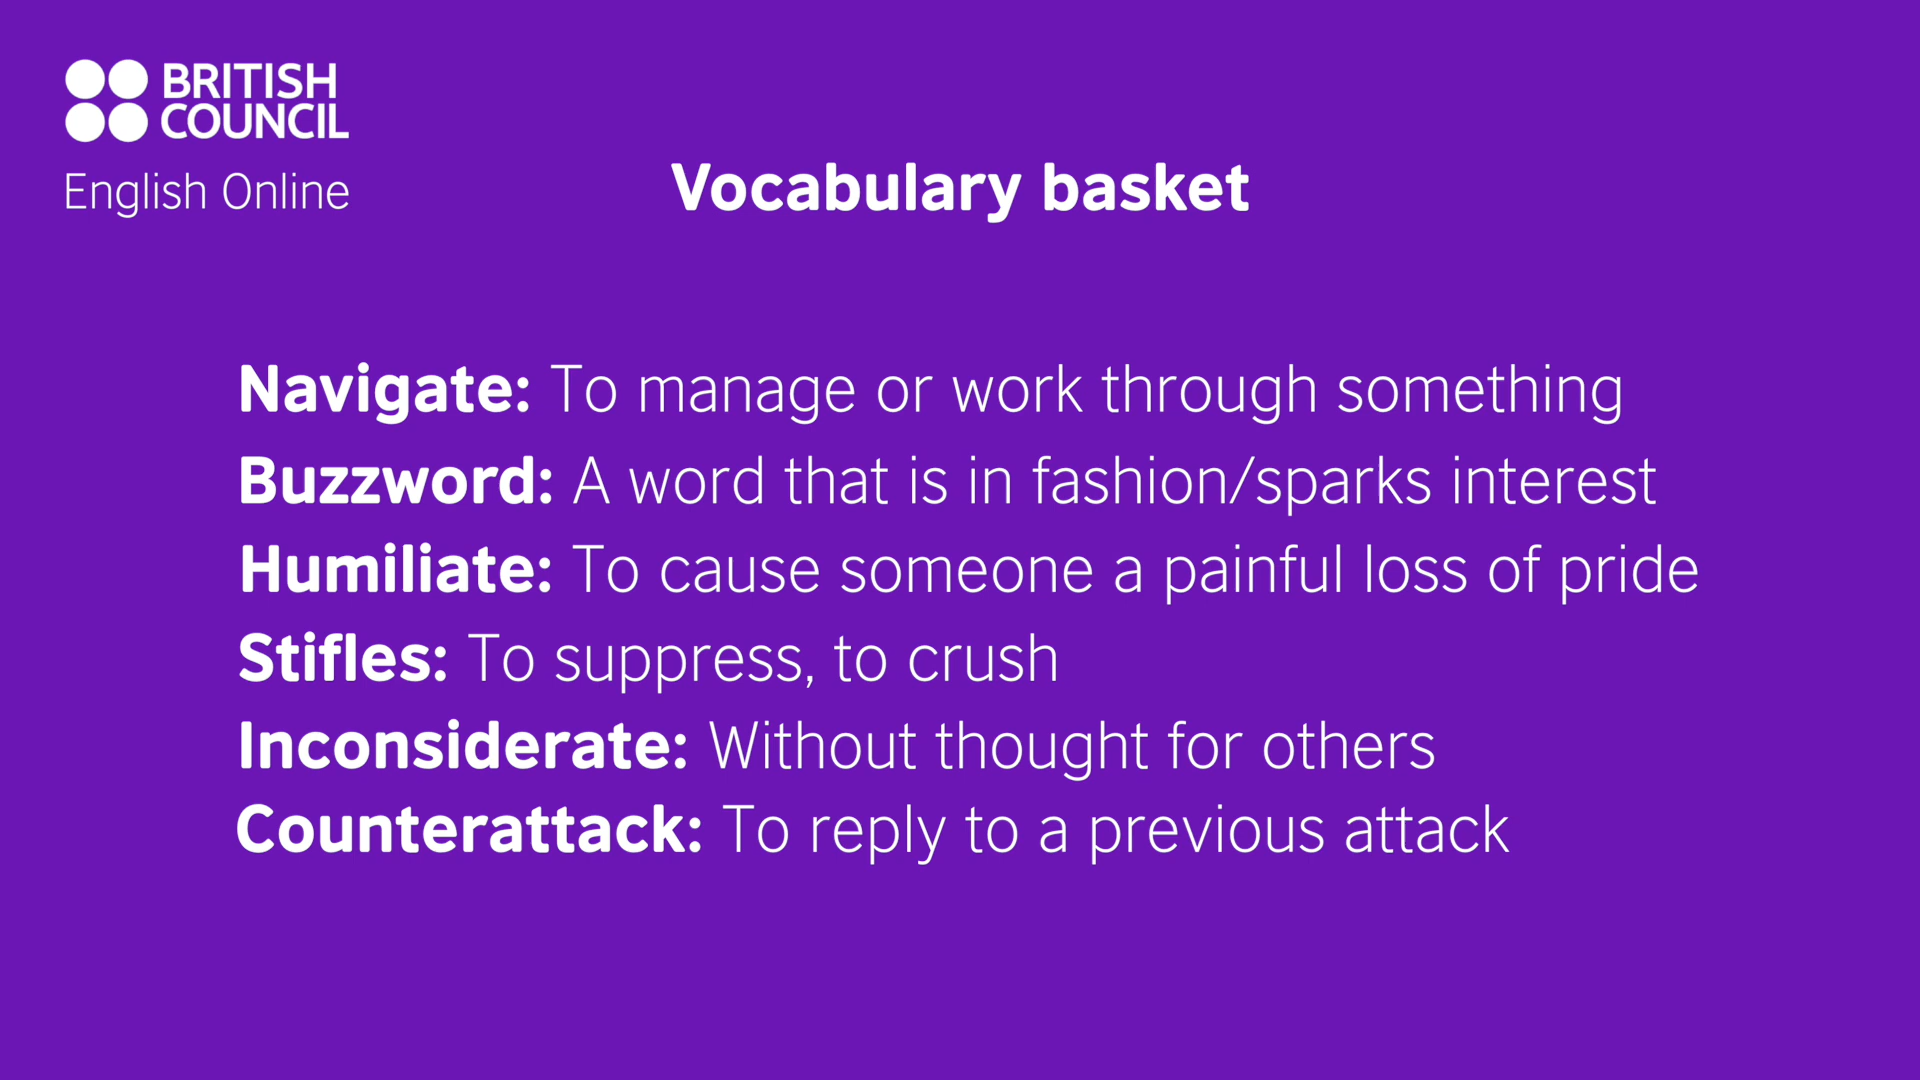 BRITISH
COUNCIL
English Online
Vocabulary basket
Navigate: To manage or work through something
Buzzword: A word that is in fashion/sparks interest
Humiliate: To cause someone a painful loss of pride
Stifles: To suppress, to crush
Inconsiderate: Without thought for others
Counterattack: To reply to a previous attack